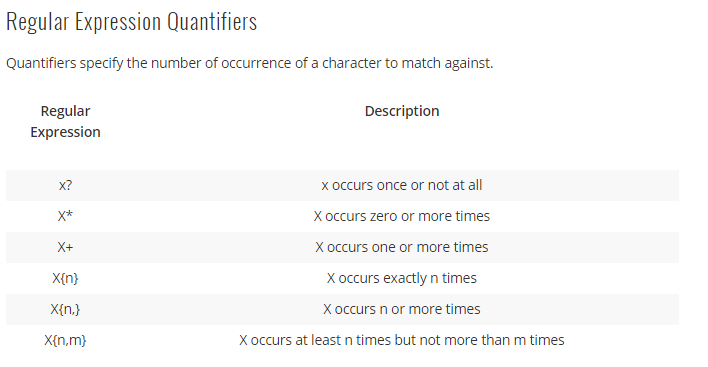 Regular Expression Quantifiers
Quantifiers specify the number of occurrence of a character to match against.
Regular Expression Description
x? x occurs once or not at all
X* X occurs zero or more times
X+ X occurs one or more times
X{n} X occurs exactly n times
X{n,} X occurs n or more times
X{n,m} X occurs at least n times but not more than m times